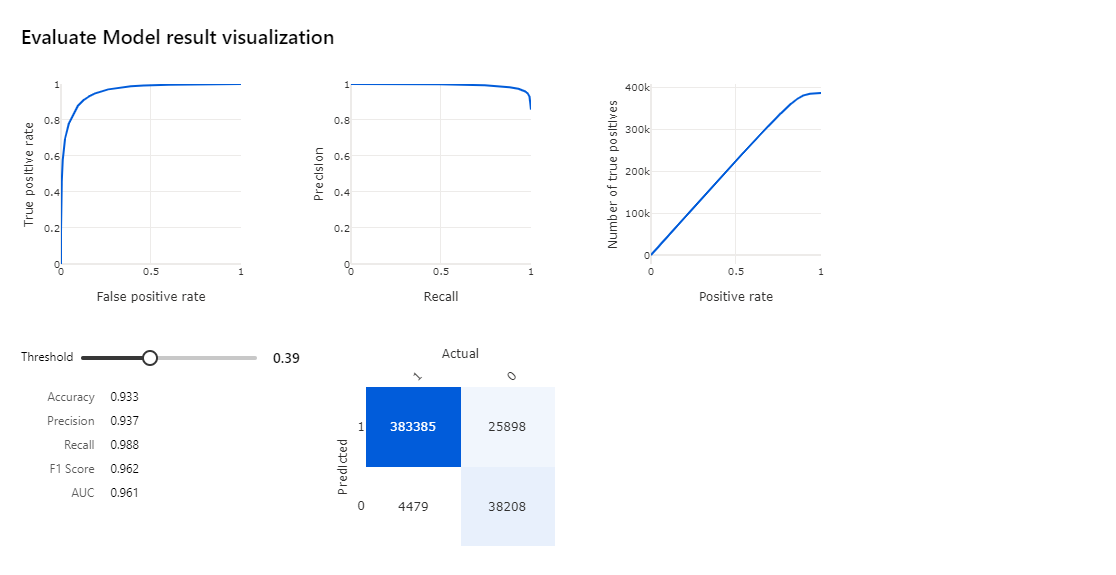 Evaluate Model result visualization
1
0.8
0.6
0.4
0.2
0
0
0.5
1
True positive rate
False positive rate
1
0.8
0.6
0.4
0.2
0
0
0.5
1
Precision
Recall
400k
300k
200k
100k
0
0
0.5
1
Number of true positives
Positive rate
Threshold 0.39
Accuracy 0.933
Precision 0.937
Recall 0.988
F1 Score 0.962
AUC 0.961
Actual
1 0
Predicted
1 383385 25898
0 4479 38208